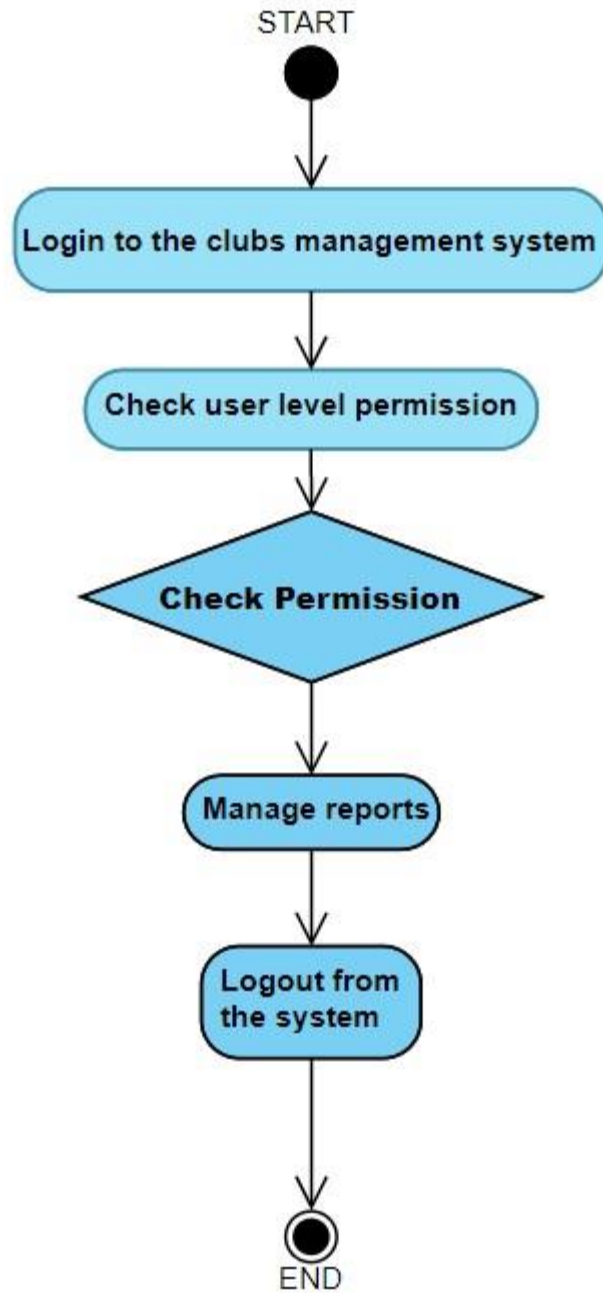 START
Login to the clubs management system
Check user level permission
Check Permission
Manage reports
Logout from
the system
END